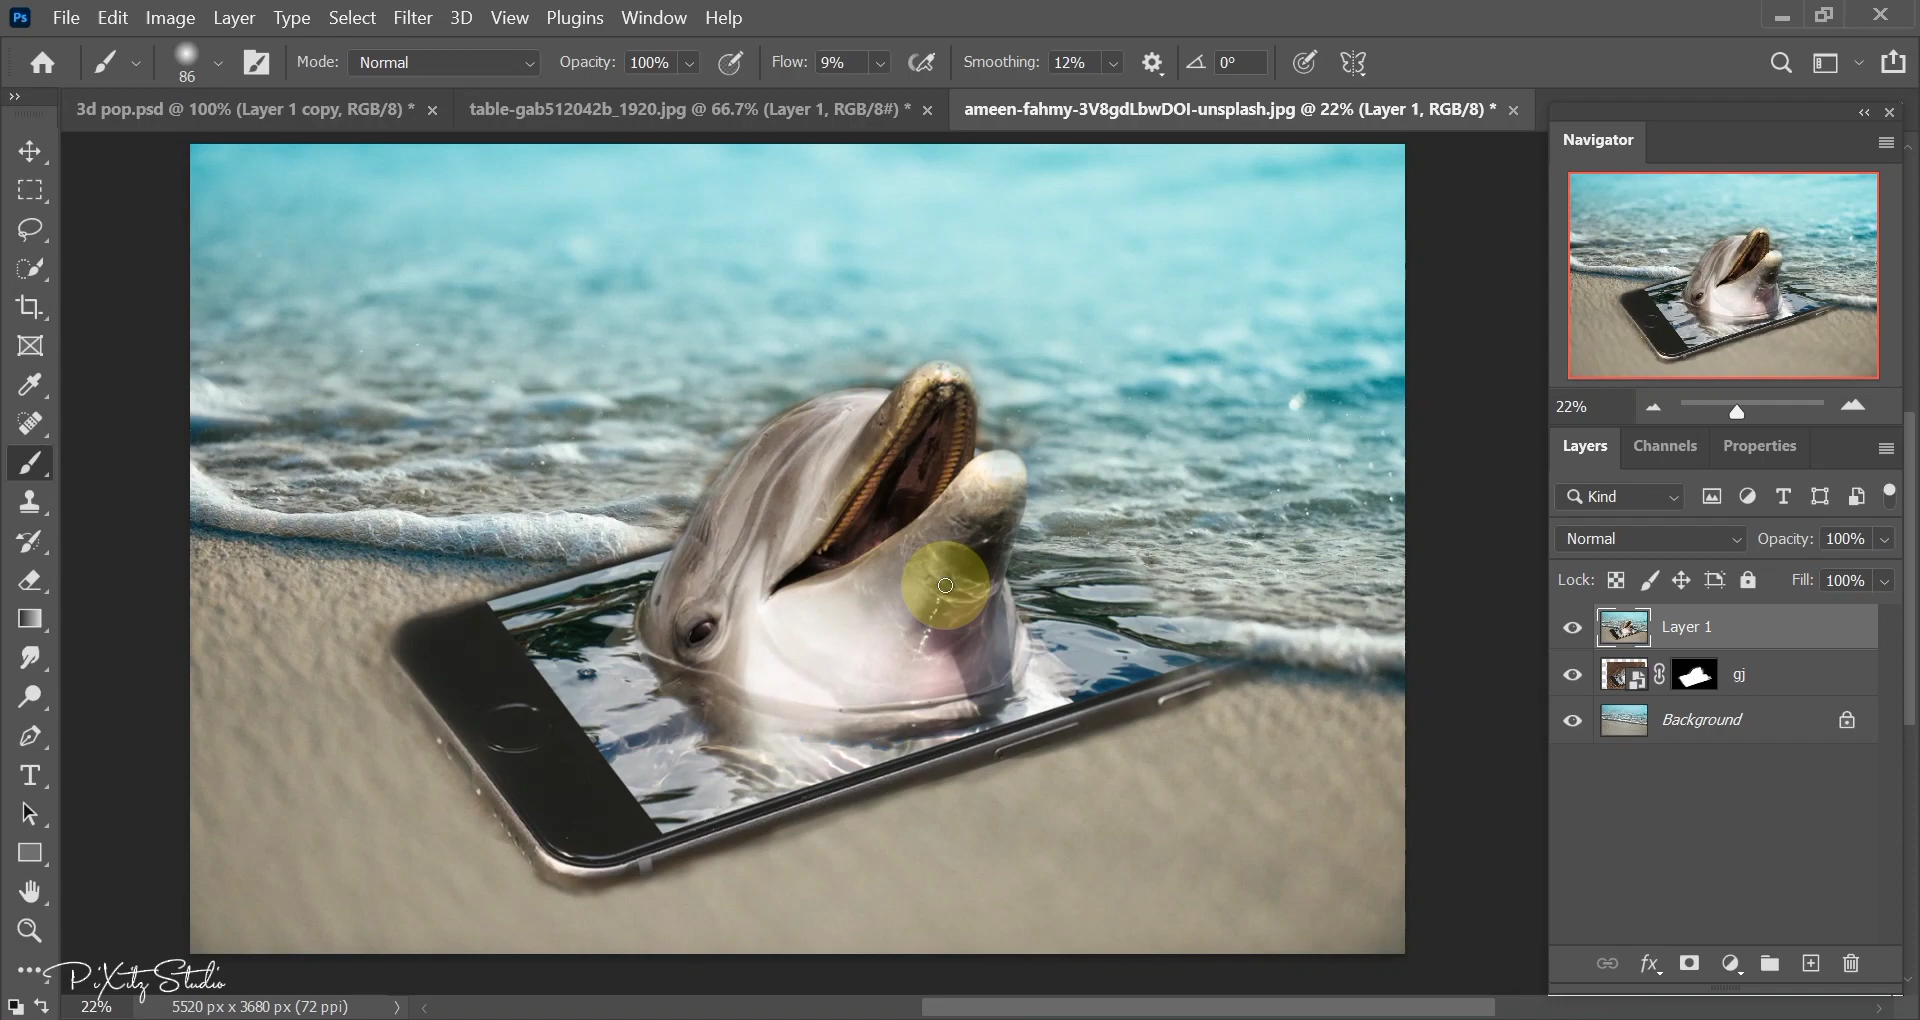 Ps File Edit Image Layer Type Select Filter 3D View Plugins Window Help
86 Mode: Normal Opacity: 100% Flow: 9% Smoothing: 12% 0°
3d pop.psd @ 100% (Layer 1 copy, RGB/8) * × table-gab512042b_1920.jpg @ 66.7% (Layer 1, RGB/8#) * × ameen-fahmy-3V8gdLbwDOI-unsplash.jpg @ 22% (Layer 1, RGB/8) * ×
Navigator
22%
Layers Channels Properties
Kind
Normal Opacity: 100%
Lock: Fill: 100%
Layer 1
gj
Background
fx
PiXitz Studio
22% 5520 px x 3680 px (72 ppi)